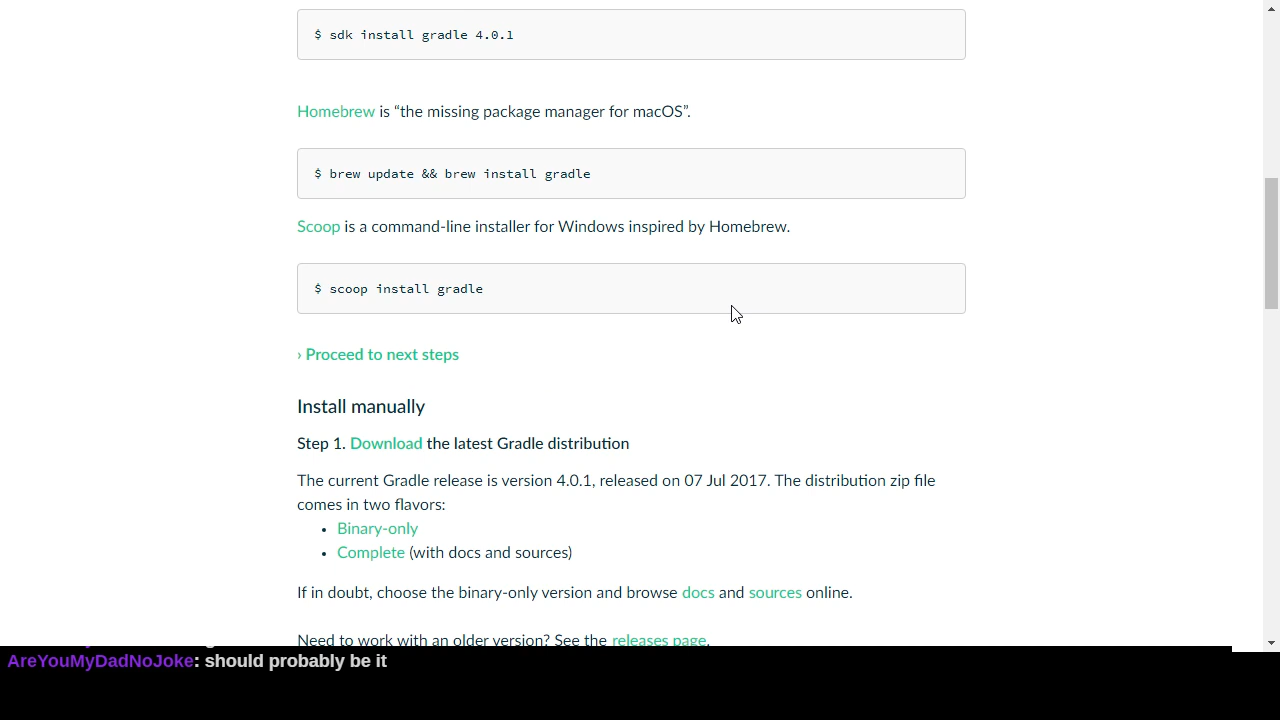 $ sdk install gradle 4.0.1
Homebrew is “the missing package manager for macOS”.
$ brew update && brew install gradle
Scoop is a command-line installer for Windows inspired by Homebrew.
$ scoop install gradle
› Proceed to next steps
Install manually
Step 1. Download the latest Gradle distribution
The current Gradle release is version 4.0.1, released on 07 Jul 2017. The distribution zip file
comes in two flavors:
• Binary-only
• Complete (with docs and sources)
If in doubt, choose the binary-only version and browse docs and sources online.
Need to work with an older version? See the releases page.
AreYouMyDadNoJoke: should probably be it